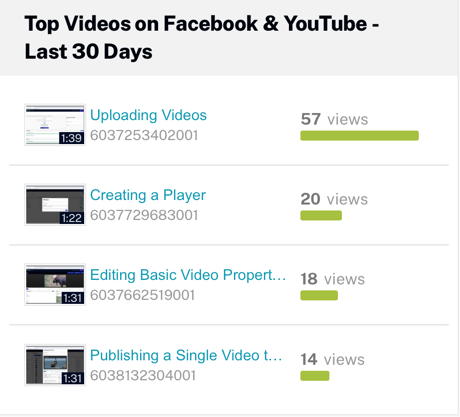 Top Videos on Facebook & YouTube -
Last 30 Days
Uploading Videos
57 views
1:39
6037253402001
Creating a Player
20 views
1:22
6037729683001
Editing Basic Video Propert...
18 views
1:31
6037662519001
Publishing a Single Video t...
14 views
1:31
6038132304001